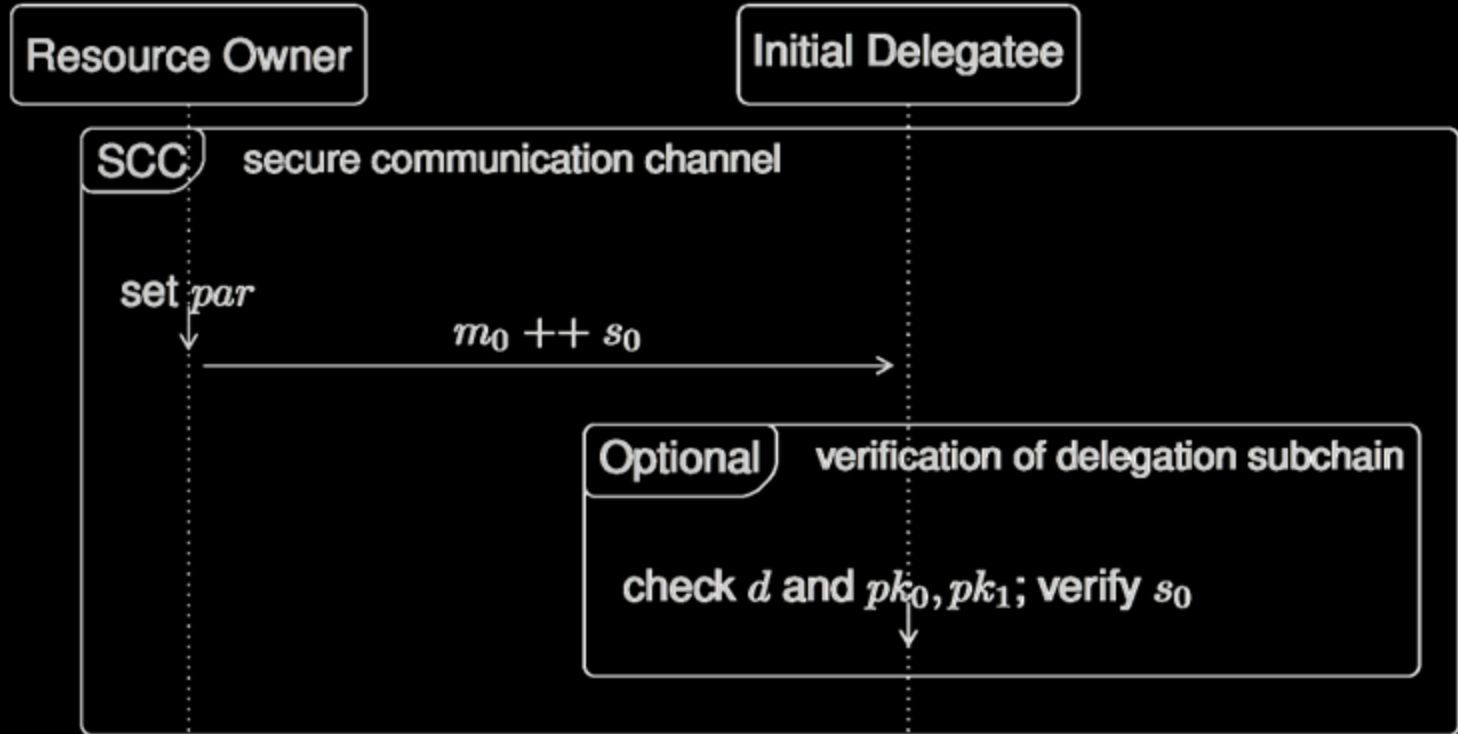 Resource Owner
Initial Delegatee
SCC secure communication channel
set par
m₀ ++ s₀
Optional verification of delegation subchain
check d and pk₀, pk₁; verify s₀